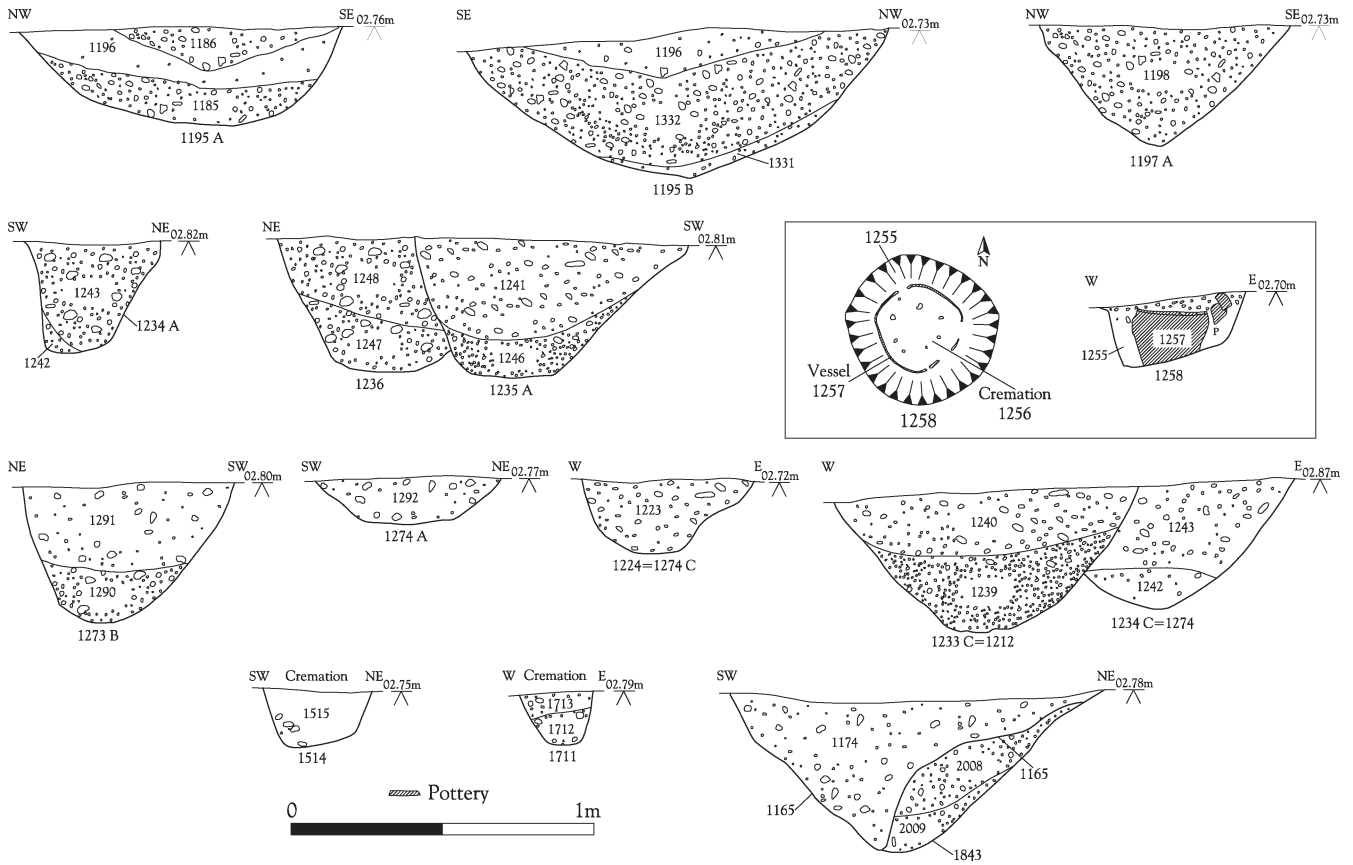 NW
SE 02.76m
1196
1186
1185
1195 A
SE
NW 02.73m
1196
1332
1331
1195 B
NW
SE 02.73m
1198
1197 A
SW
NE 02.82m
1243
1234 A
1242
NE
SW
02.81m
1248
1241
1247
1246
1236
1235 A
1255
N
Vessel
1257
Cremation
1256
1258
W
E 02.70m
1257
P
1255
1258
NE
SW 02.80m
1291
1290
1273 B
SW
NE 02.77m
1292
1274 A
W
E 02.72m
1223
1224=1274 C
W
E 02.87m
1240
1243
1239
1242
1233 C=1212
1234 C=1274
SW Cremation NE 02.75m
1515
1514
W Cremation E 02.79m
1713
1712
1711
SW
NE 02.78m
1174
2008
1165
1165
2009
1843
Pottery
0 1m